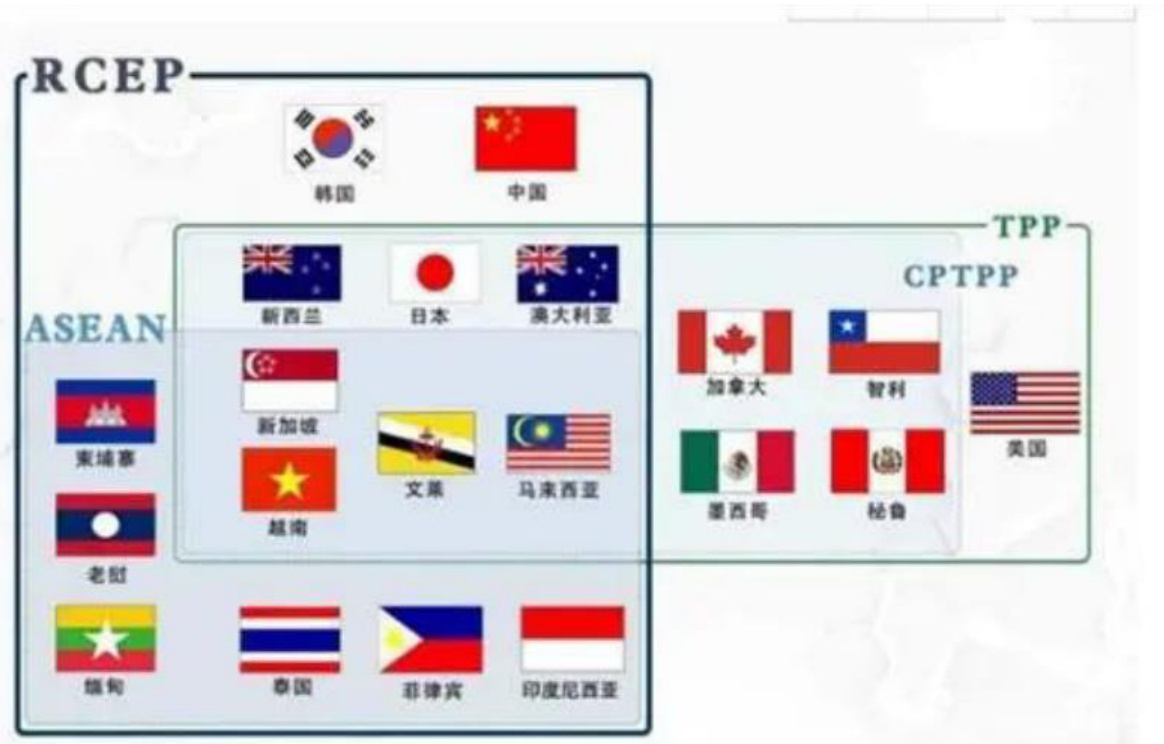 RCEP
韩国
中国
TPP
CPTPP
新西兰
日本
澳大利亚
ASEAN
加拿大
智利
新加坡
美国
柬埔寨
文莱
马来西亚
墨西哥
秘鲁
越南
老挝
缅甸
泰国
菲律宾
印度尼西亚